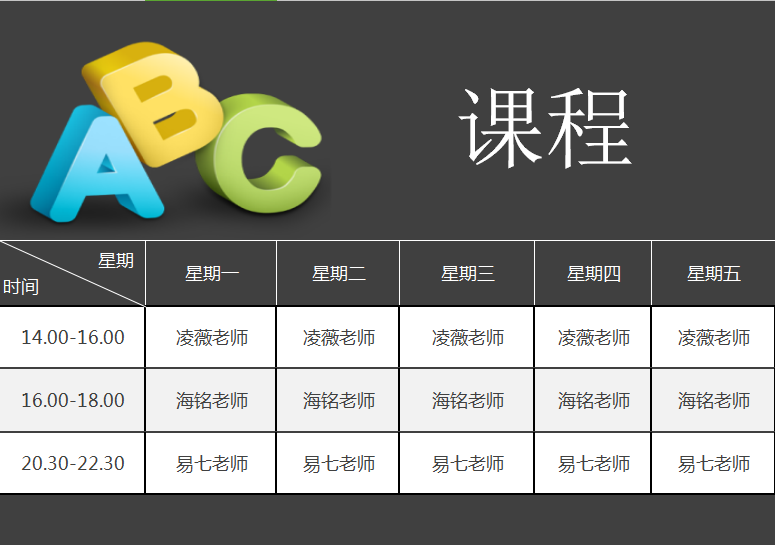 ABC
课程
星期
时间
星期一 星期二 星期三 星期四 星期五
14.00-16.00 凌薇老师 凌薇老师 凌薇老师 凌薇老师 凌薇老师
16.00-18.00 海铭老师 海铭老师 海铭老师 海铭老师 海铭老师
20.30-22.30 易七老师 易七老师 易七老师 易七老师 易七老师